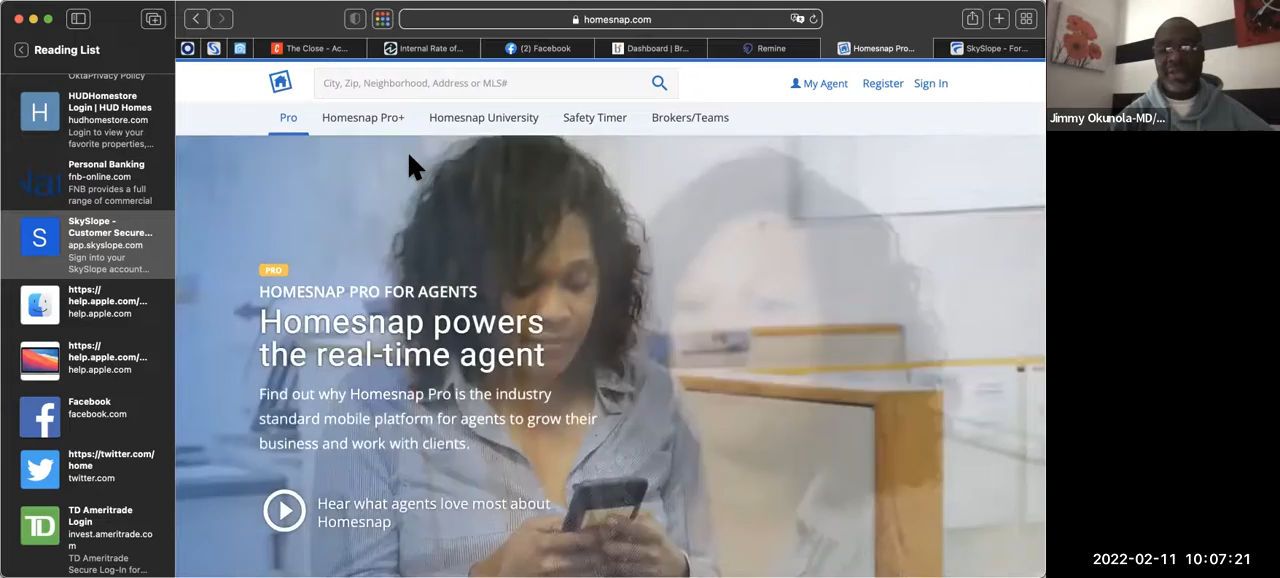 homesnap.com
Reading List
The Close - Ac...
Internal Rate of...
(2) Facebook
Dashboard | Br...
Remine
Homesnap Pro...
SkySlope - For...
OktaPrivacy Policy
HUDHomestore
Login | HUD Homes
hudhomestore.com
Login to view your
favorite properties,...
Personal Banking
fnb-online.com
FNB provides a full
range of commercial
SkySlope -
Customer Secure...
app.skyslope.com
Sign into your
SkySlope account...
https://
help.apple.com/...
help.apple.com
https://
help.apple.com/...
help.apple.com
Facebook
facebook.com
https://twitter.com/
home
twitter.com
TD Ameritrade
Login
invest.ameritrade.co
m
TD Ameritrade
Secure Log-In for...
City, Zip, Neighborhood, Address or MLS#
My Agent
Register
Sign In
Pro
Homesnap Pro+
Homesnap University
Safety Timer
Brokers/Teams
PRO
HOMESNAP PRO FOR AGENTS
Homesnap powers
the real-time agent
Find out why Homesnap Pro is the industry
standard mobile platform for agents to grow their
business and work with clients.
Hear what agents love most about
Homesnap
Jimmy Okunola-MD/...
2022-02-11 10:07:21